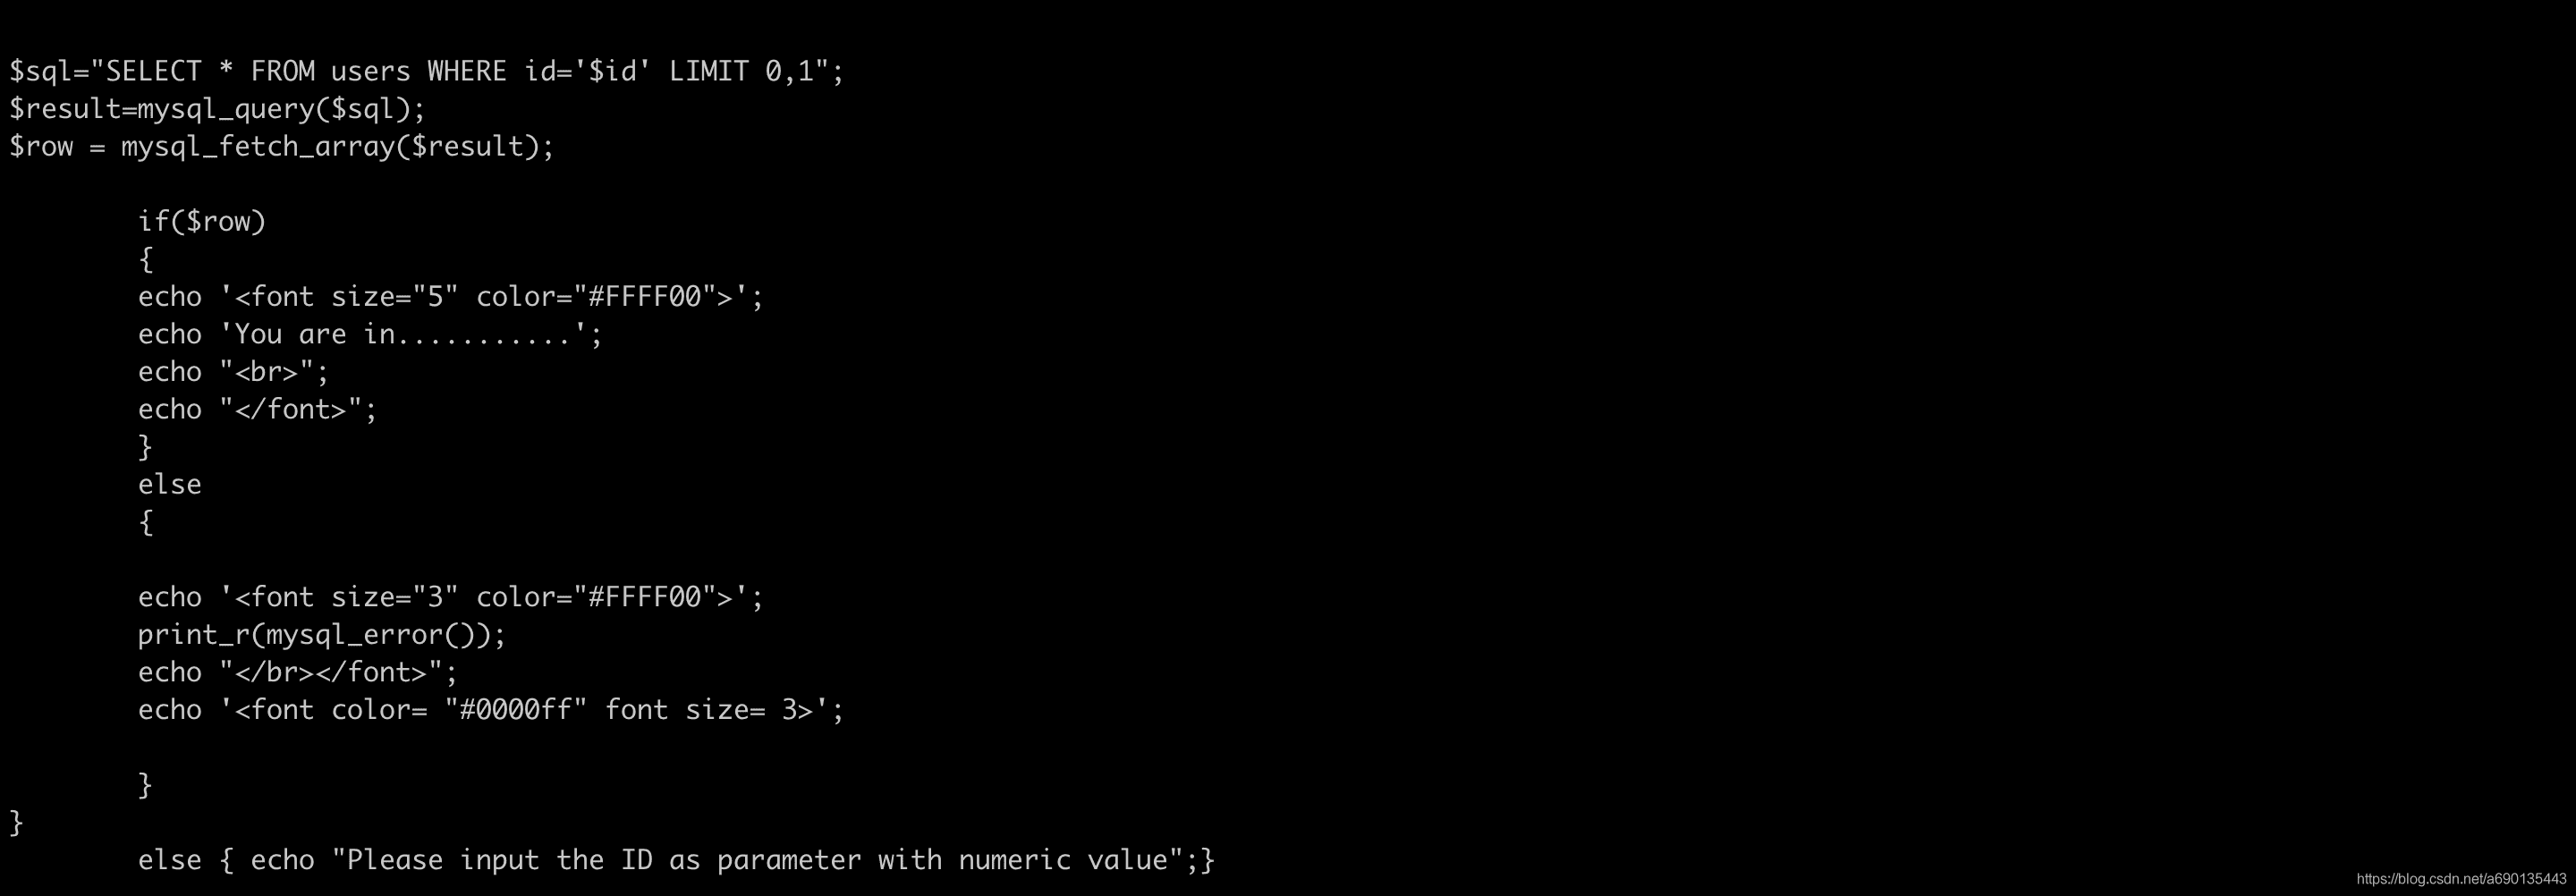 $sql="SELECT * FROM users WHERE id='$id' LIMIT 0,1";
$result=mysql_query($sql);
$row = mysql_fetch_array($result);
if($row)
{
echo '<font size="5" color="#FFFF00">';
echo 'You are in...........';
echo "<br>";
echo "</font>";
}
else
{
echo '<font size="3" color="#FFFF00">';
print_r(mysql_error());
echo "</br></font>";
echo '<font color= "#0000ff" font size= 3>';
}
}
else { echo "Please input the ID as parameter with numeric value";}
https://blog.csdn.net/a690135443